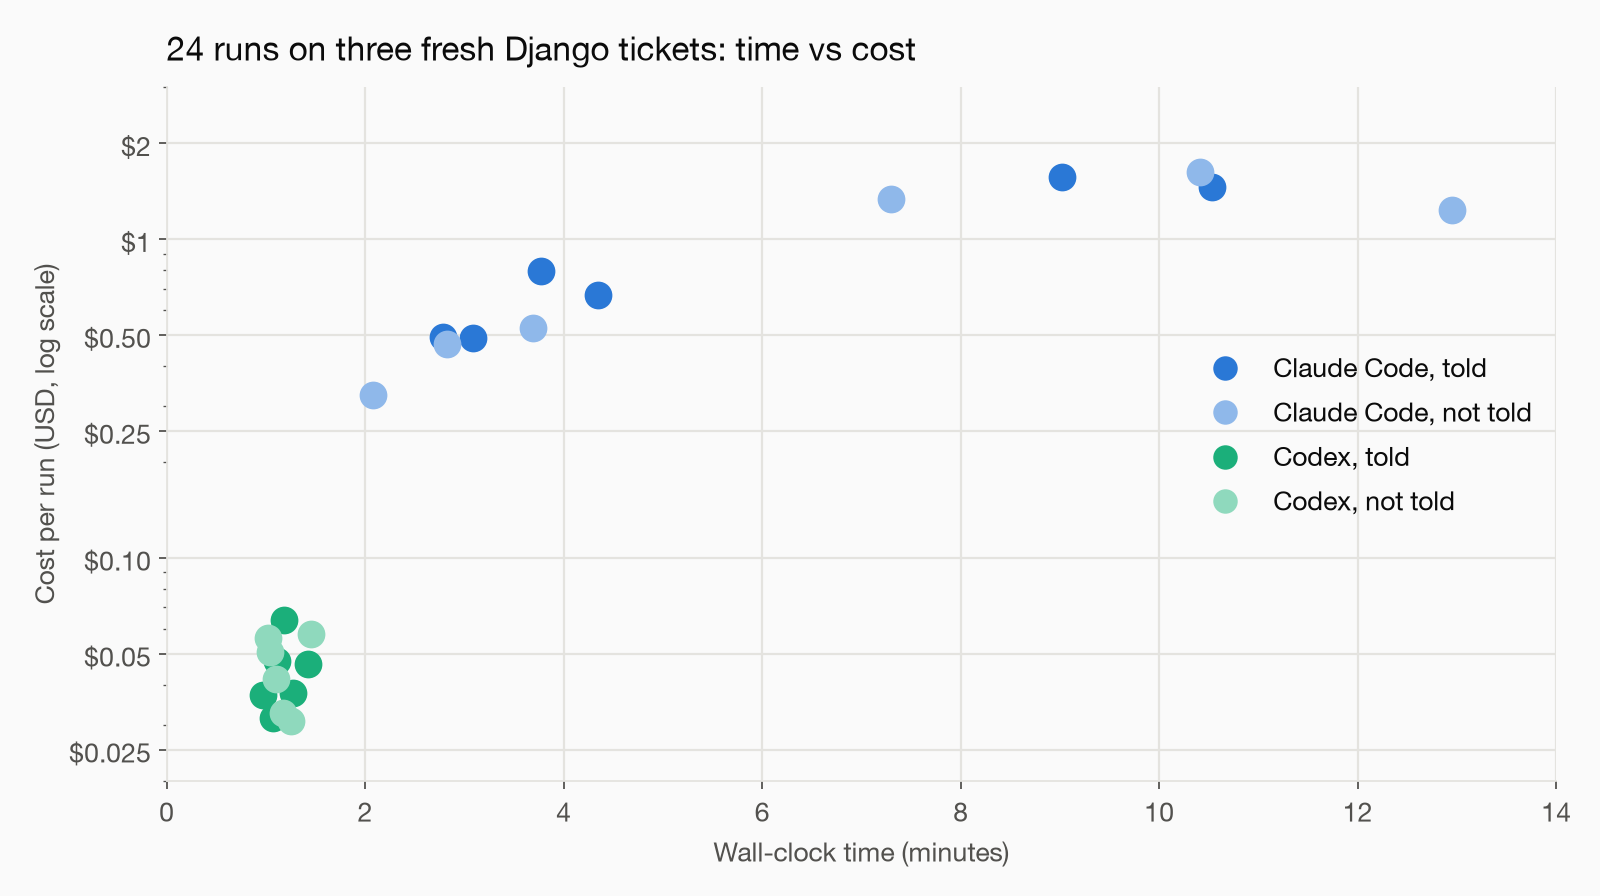 24 runs on three fresh Django tickets: time vs cost
Cost per run (USD, log scale)
$2
$1
$0.50
$0.25
$0.10
$0.05
$0.025
Claude Code, told
Claude Code, not told
Codex, told
Codex, not told
0 2 4 6 8 10 12 14
Wall-clock time (minutes)